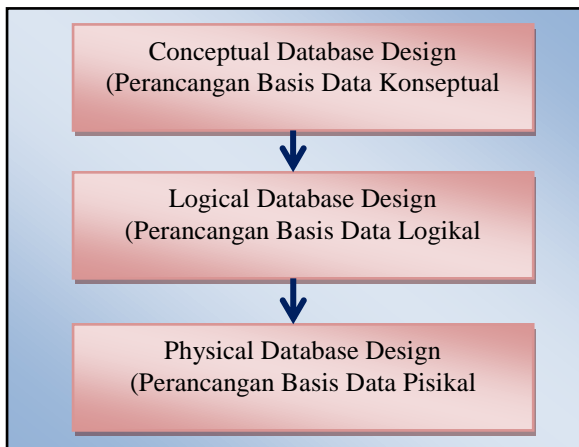 Conceptual Database Design
(Perancangan Basis Data Konseptual
Logical Database Design
(Perancangan Basis Data Logikal
Physical Database Design
(Perancangan Basis Data Pisikal